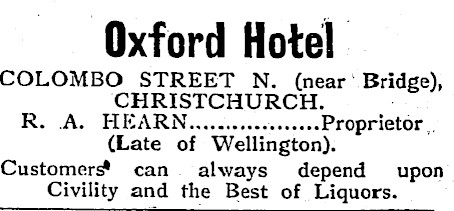 Oxford Hotel
COLOMBO STREET N. (near Bridge),
CHRISTCHURCH.
R. A. HEARN..................Proprietor
(Late of Wellington).
Customers' can always depend upon
Civility and the Best of Liquors.